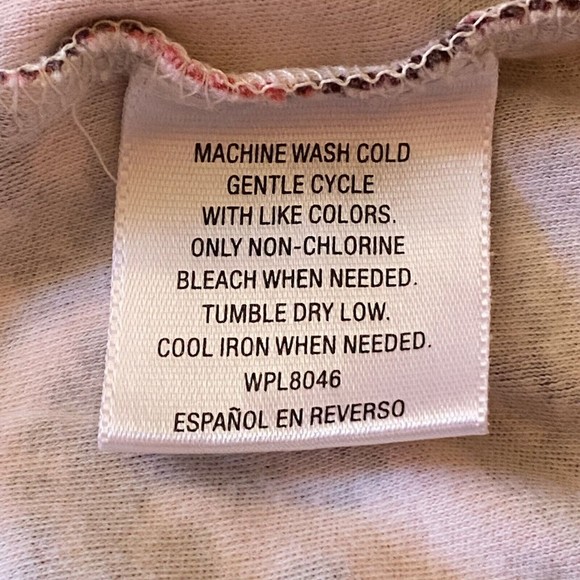 MACHINE WASH COLD
GENTLE CYCLE
WITH LIKE COLORS.
ONLY NON-CHLORINE
BLEACH WHEN NEEDED.
TUMBLE DRY LOW.
COOL IRON WHEN NEEDED.
WPL8046
ESPAÑOL EN REVERSO